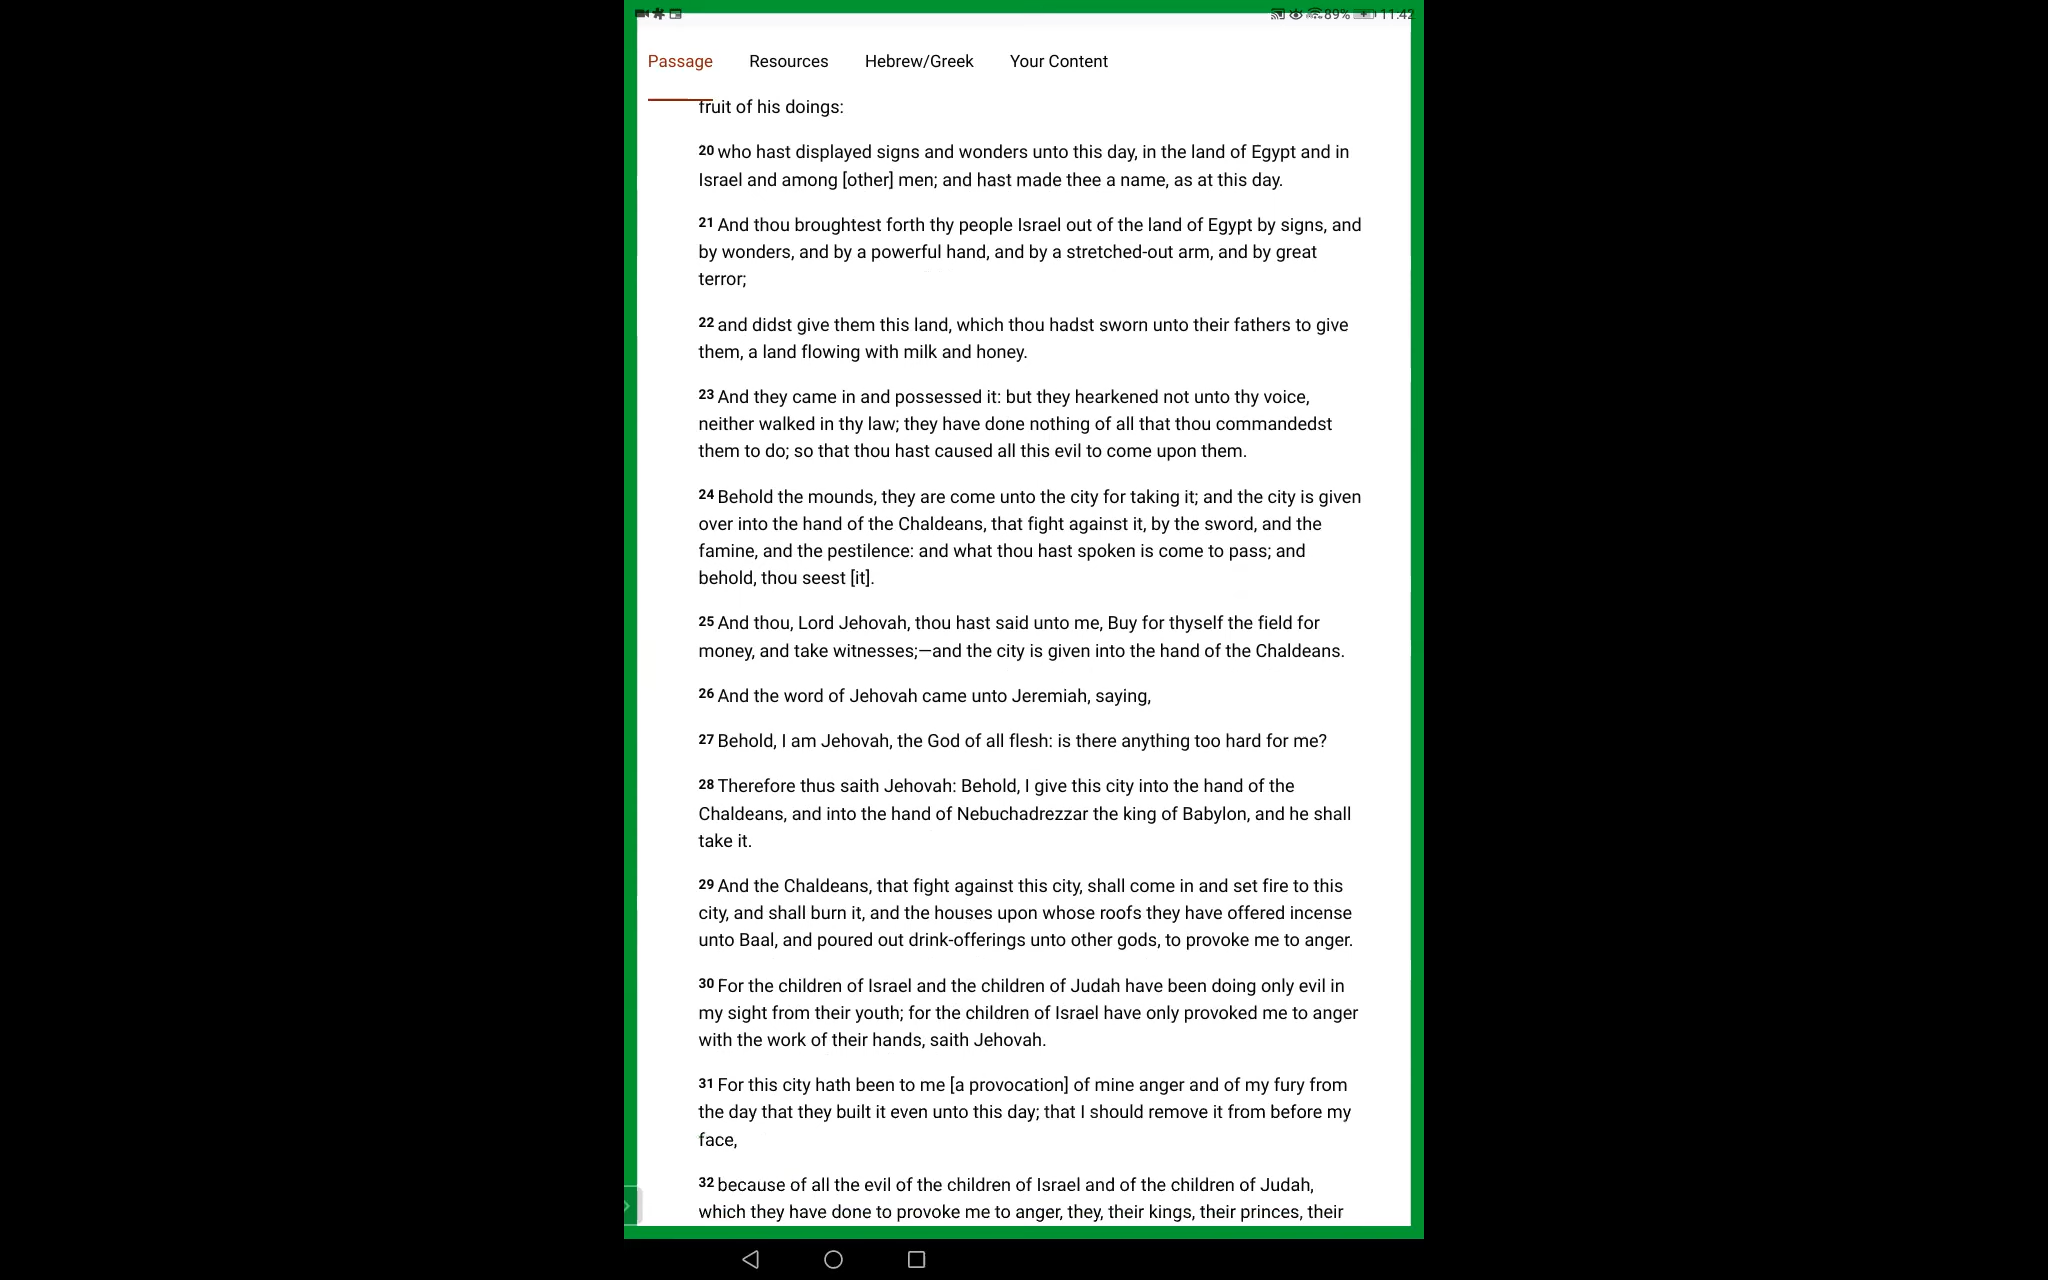 89% 11:42
Passage Resources Hebrew/Greek Your Content
fruit of his doings:
20 who hast displayed signs and wonders unto this day, in the land of Egypt and in
Israel and among [other] men; and hast made thee a name, as at this day.
21 And thou broughtest forth thy people Israel out of the land of Egypt by signs, and
by wonders, and by a powerful hand, and by a stretched-out arm, and by great
terror;
22 and didst give them this land, which thou hadst sworn unto their fathers to give
them, a land flowing with milk and honey.
23 And they came in and possessed it: but they hearkened not unto thy voice,
neither walked in thy law; they have done nothing of all that thou commandedst
them to do; so that thou hast caused all this evil to come upon them.
24 Behold the mounds, they are come unto the city for taking it; and the city is given
over into the hand of the Chaldeans, that fight against it, by the sword, and the
famine, and the pestilence: and what thou hast spoken is come to pass; and
behold, thou seest [it].
25 And thou, Lord Jehovah, thou hast said unto me, Buy for thyself the field for
money, and take witnesses;—and the city is given into the hand of the Chaldeans.
26 And the word of Jehovah came unto Jeremiah, saying,
27 Behold, I am Jehovah, the God of all flesh: is there anything too hard for me?
28 Therefore thus saith Jehovah: Behold, I give this city into the hand of the
Chaldeans, and into the hand of Nebuchadrezzar the king of Babylon, and he shall
take it.
29 And the Chaldeans, that fight against this city, shall come in and set fire to this
city, and shall burn it, and the houses upon whose roofs they have offered incense
unto Baal, and poured out drink-offerings unto other gods, to provoke me to anger.
30 For the children of Israel and the children of Judah have been doing only evil in
my sight from their youth; for the children of Israel have only provoked me to anger
with the work of their hands, saith Jehovah.
31 For this city hath been to me [a provocation] of mine anger and of my fury from
the day that they built it even unto this day; that I should remove it from before my
face,
32 because of all the evil of the children of Israel and of the children of Judah,
which they have done to provoke me to anger, they, their kings, their princes, their